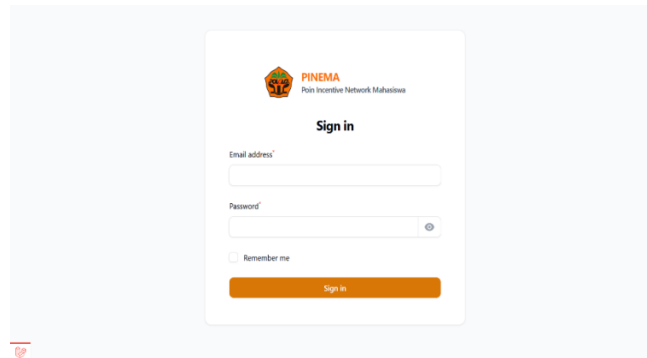 PINEMA
Poin Incentive Network Mahasiswa
Sign in
Email address*
Password*
Remember me
Sign in